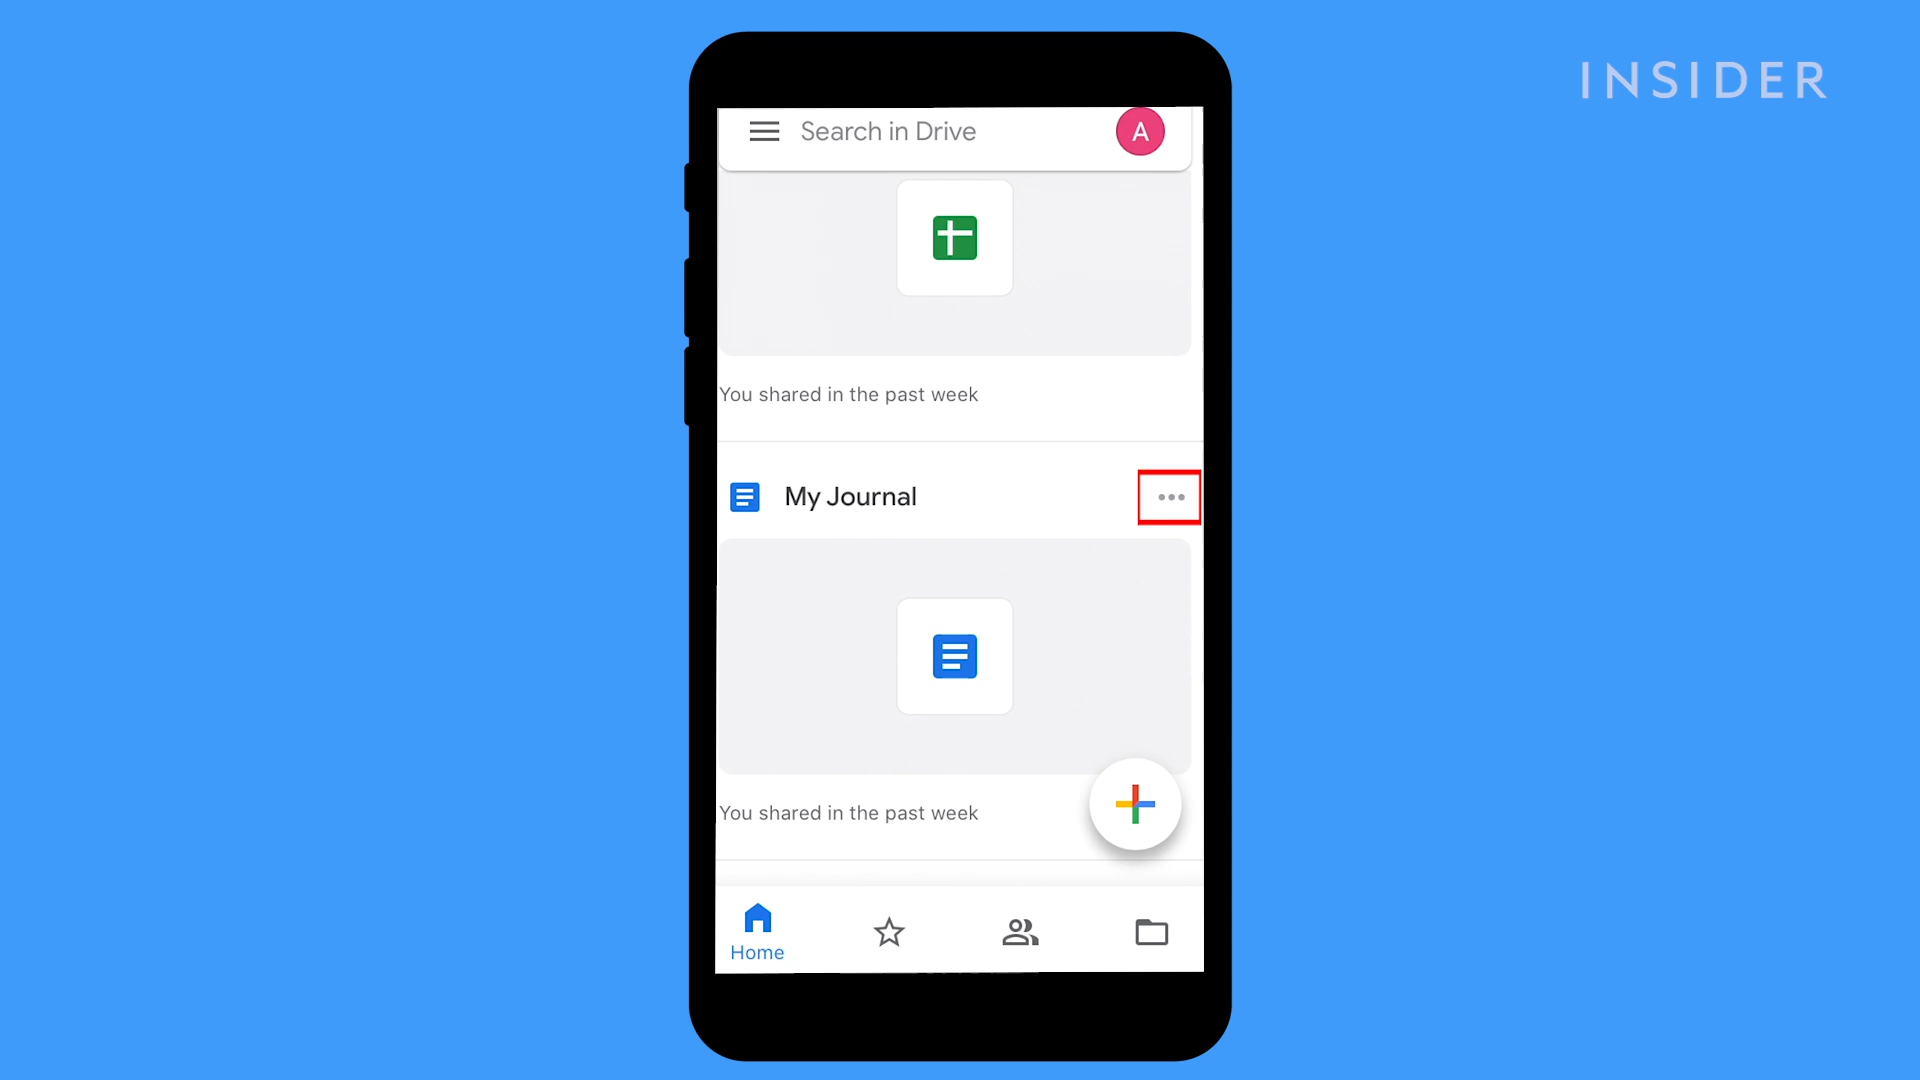 INSIDER
Search in Drive
A
You shared in the past week
My Journal
You shared in the past week
Home